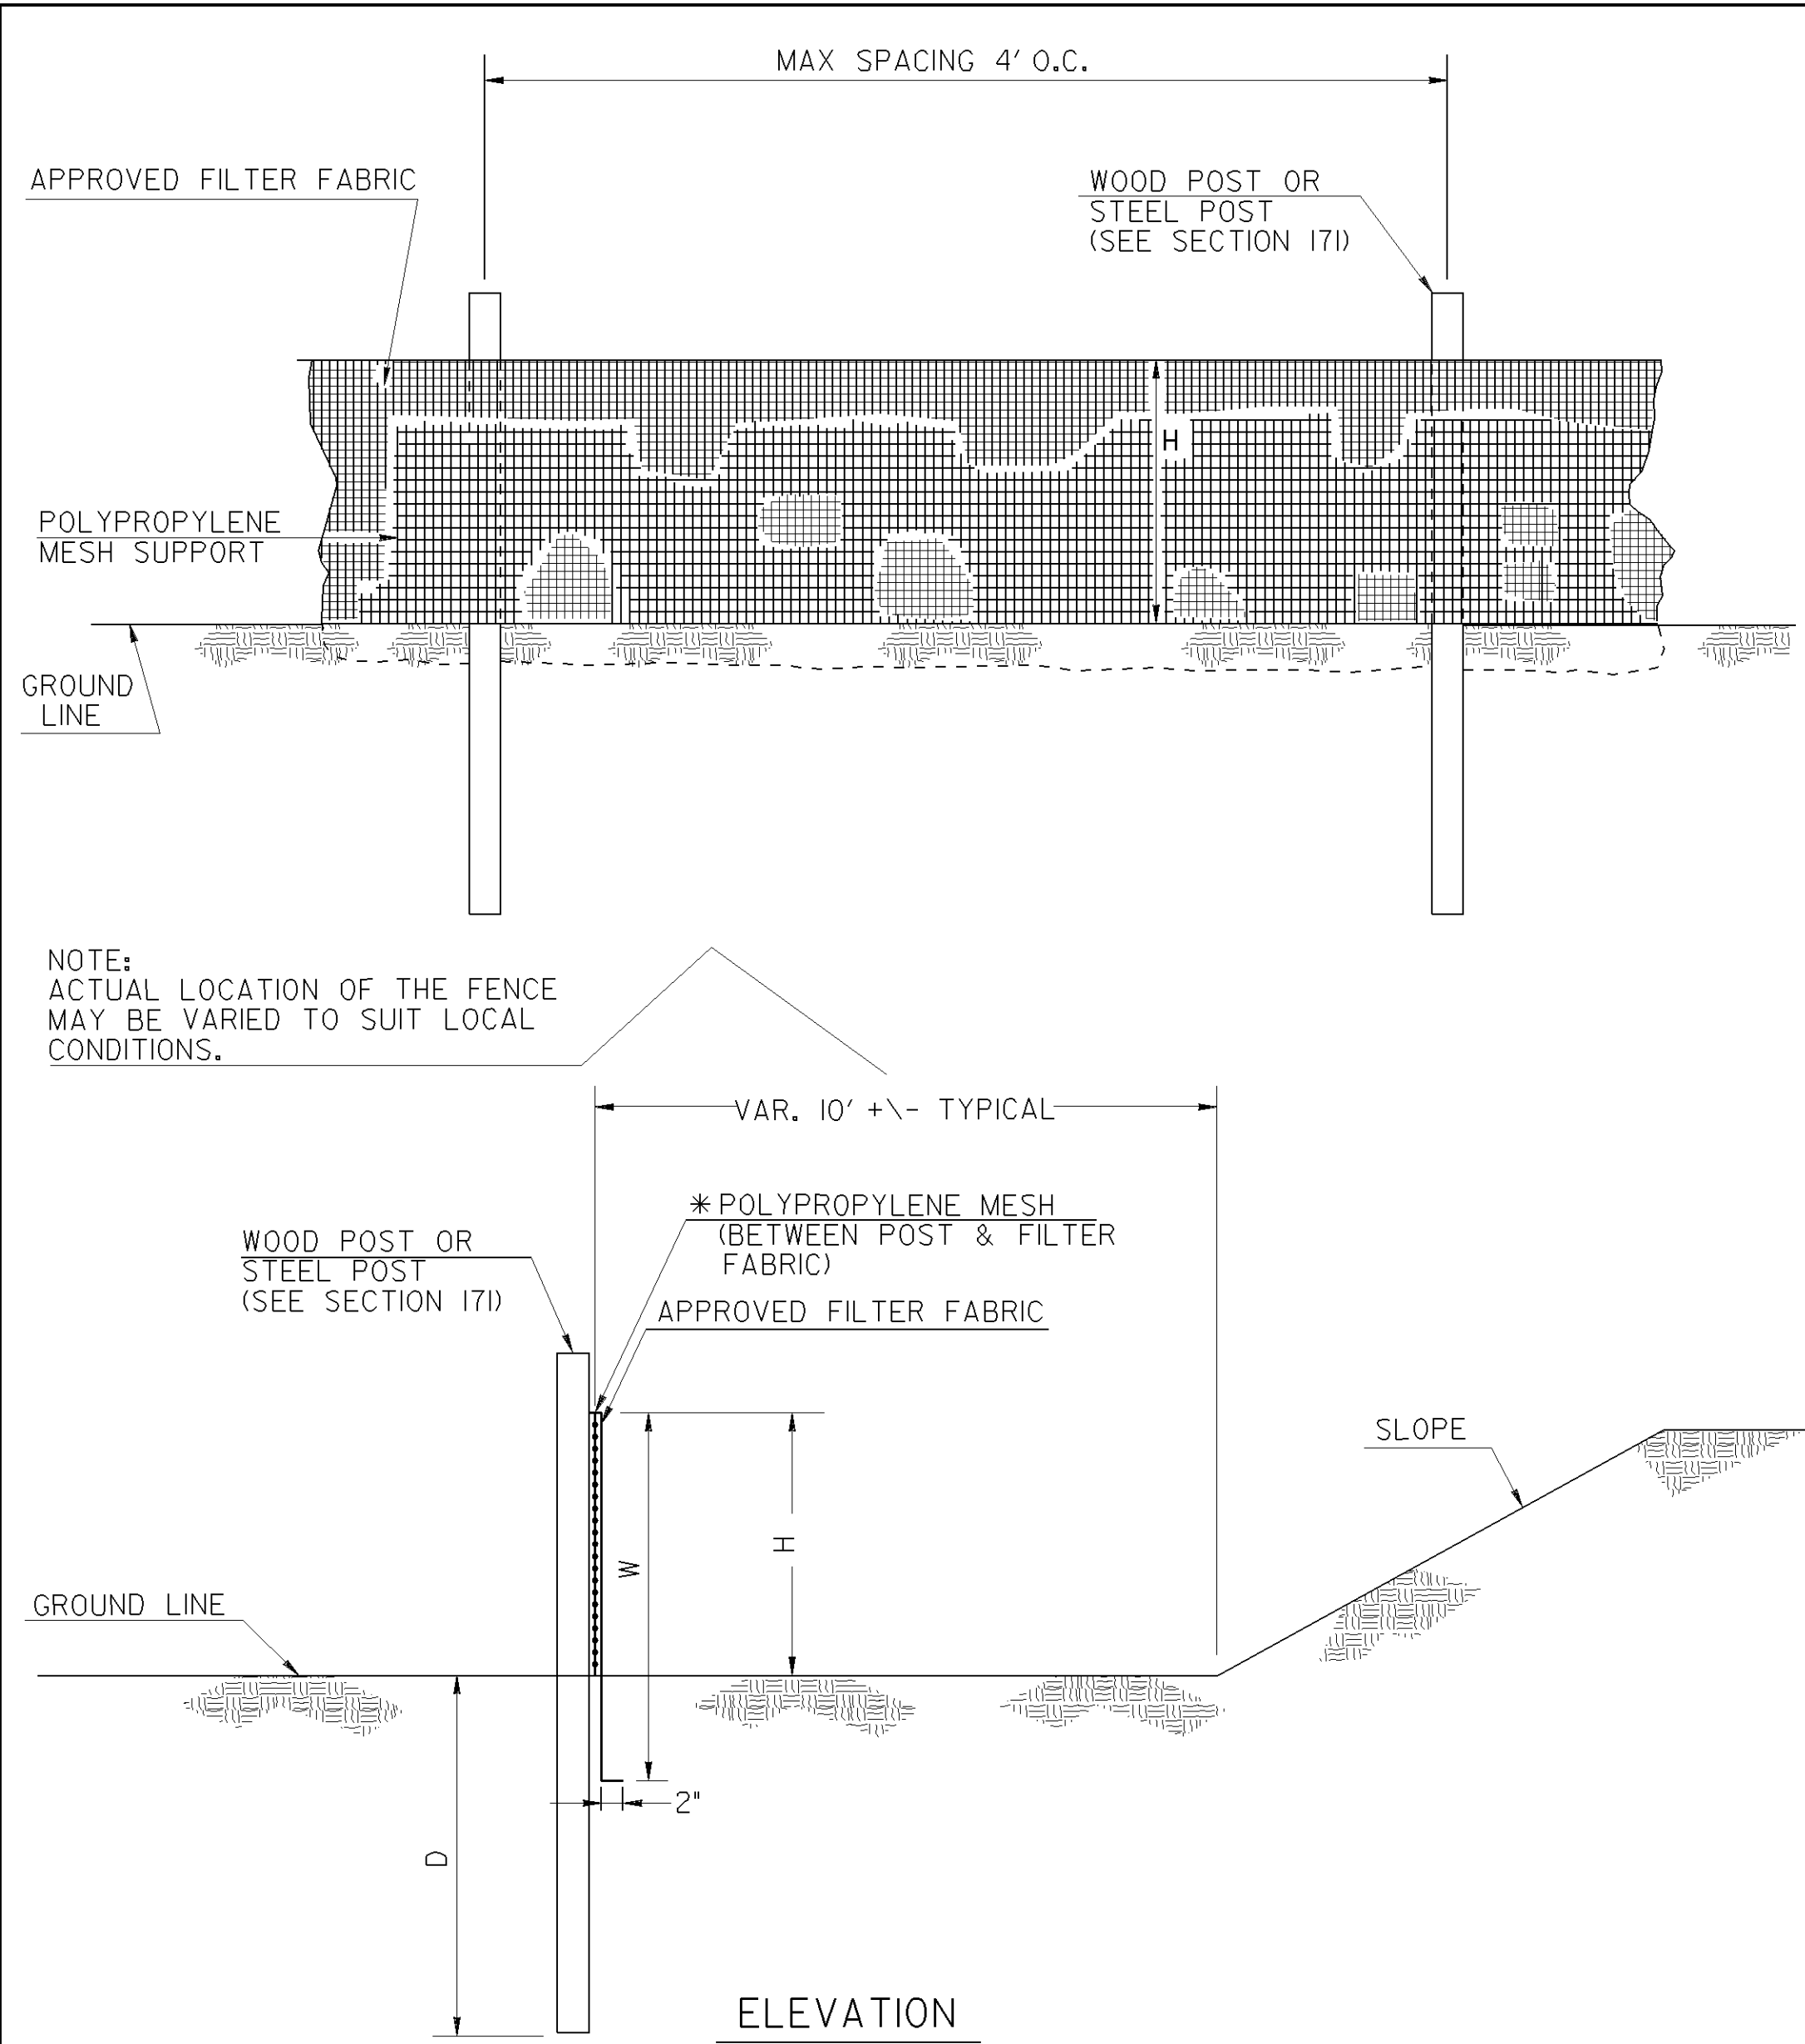 MAX SPACING 4' O.C.
APPROVED FILTER FABRIC
WOOD POST OR
STEEL POST
(SEE SECTION 171)
H
POLYPROPYLENE
MESH SUPPORT
GROUND
LINE
NOTE:
ACTUAL LOCATION OF THE FENCE
MAY BE VARIED TO SUIT LOCAL
CONDITIONS.
VAR. 10' +\- TYPICAL
* POLYPROPYLENE MESH
(BETWEEN POST & FILTER
FABRIC)
WOOD POST OR
STEEL POST
(SEE SECTION 171)
APPROVED FILTER FABRIC
SLOPE
H
W
GROUND LINE
2"
D
ELEVATION